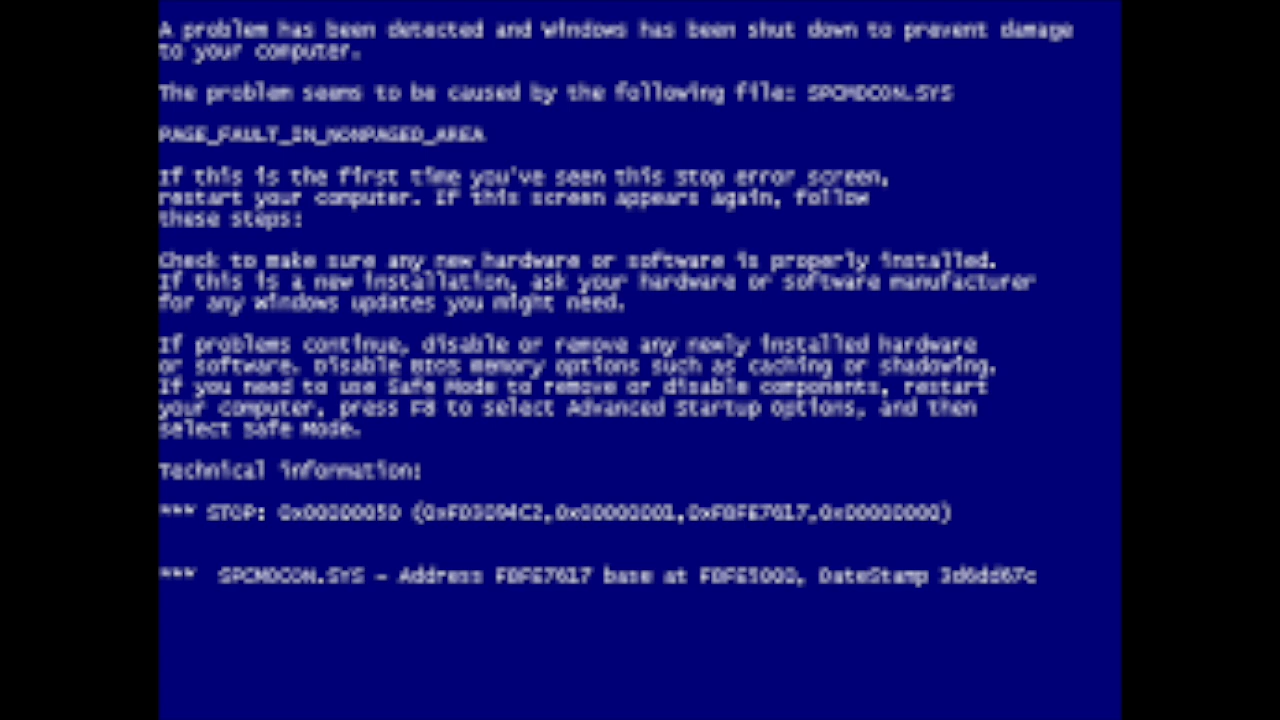 A problem has been detected and Windows has been shut down to prevent damage
to your computer.
The problem seems to be caused by the following file: SPCMDCON.SYS
PAGE_FAULT_IN_NONPAGED_AREA
If this is the first time you've seen this Stop error screen,
restart your computer. If this screen appears again, follow
these steps:
Check to make sure any new hardware or software is properly installed.
If this is a new installation, ask your hardware or software manufacturer
for any Windows updates you might need.
If problems continue, disable or remove any newly installed hardware
or software. Disable BIOS memory options such as caching or shadowing.
If you need to use Safe Mode to remove or disable components, restart
your computer, press F8 to select Advanced Startup Options, and then
select Safe Mode.
Technical information:
*** STOP: 0x00000050 (0xFD3094C2,0x00000001,0xFBFE7617,0x00000000)
*** SPCMDCON.SYS - Address FBFE7617 base at FBFE5000, DateStamp 3d6dd67c